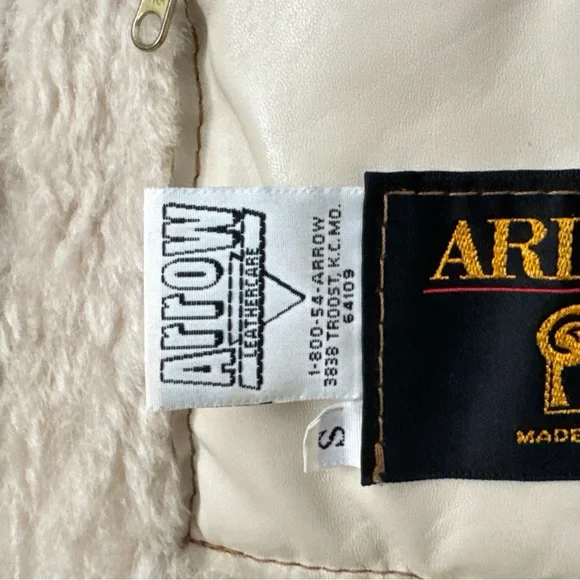 Arrow
LEATHERCARE
1-800-54-ARROW
3838 TROOST, K.C.MO.
64109
S
MADE